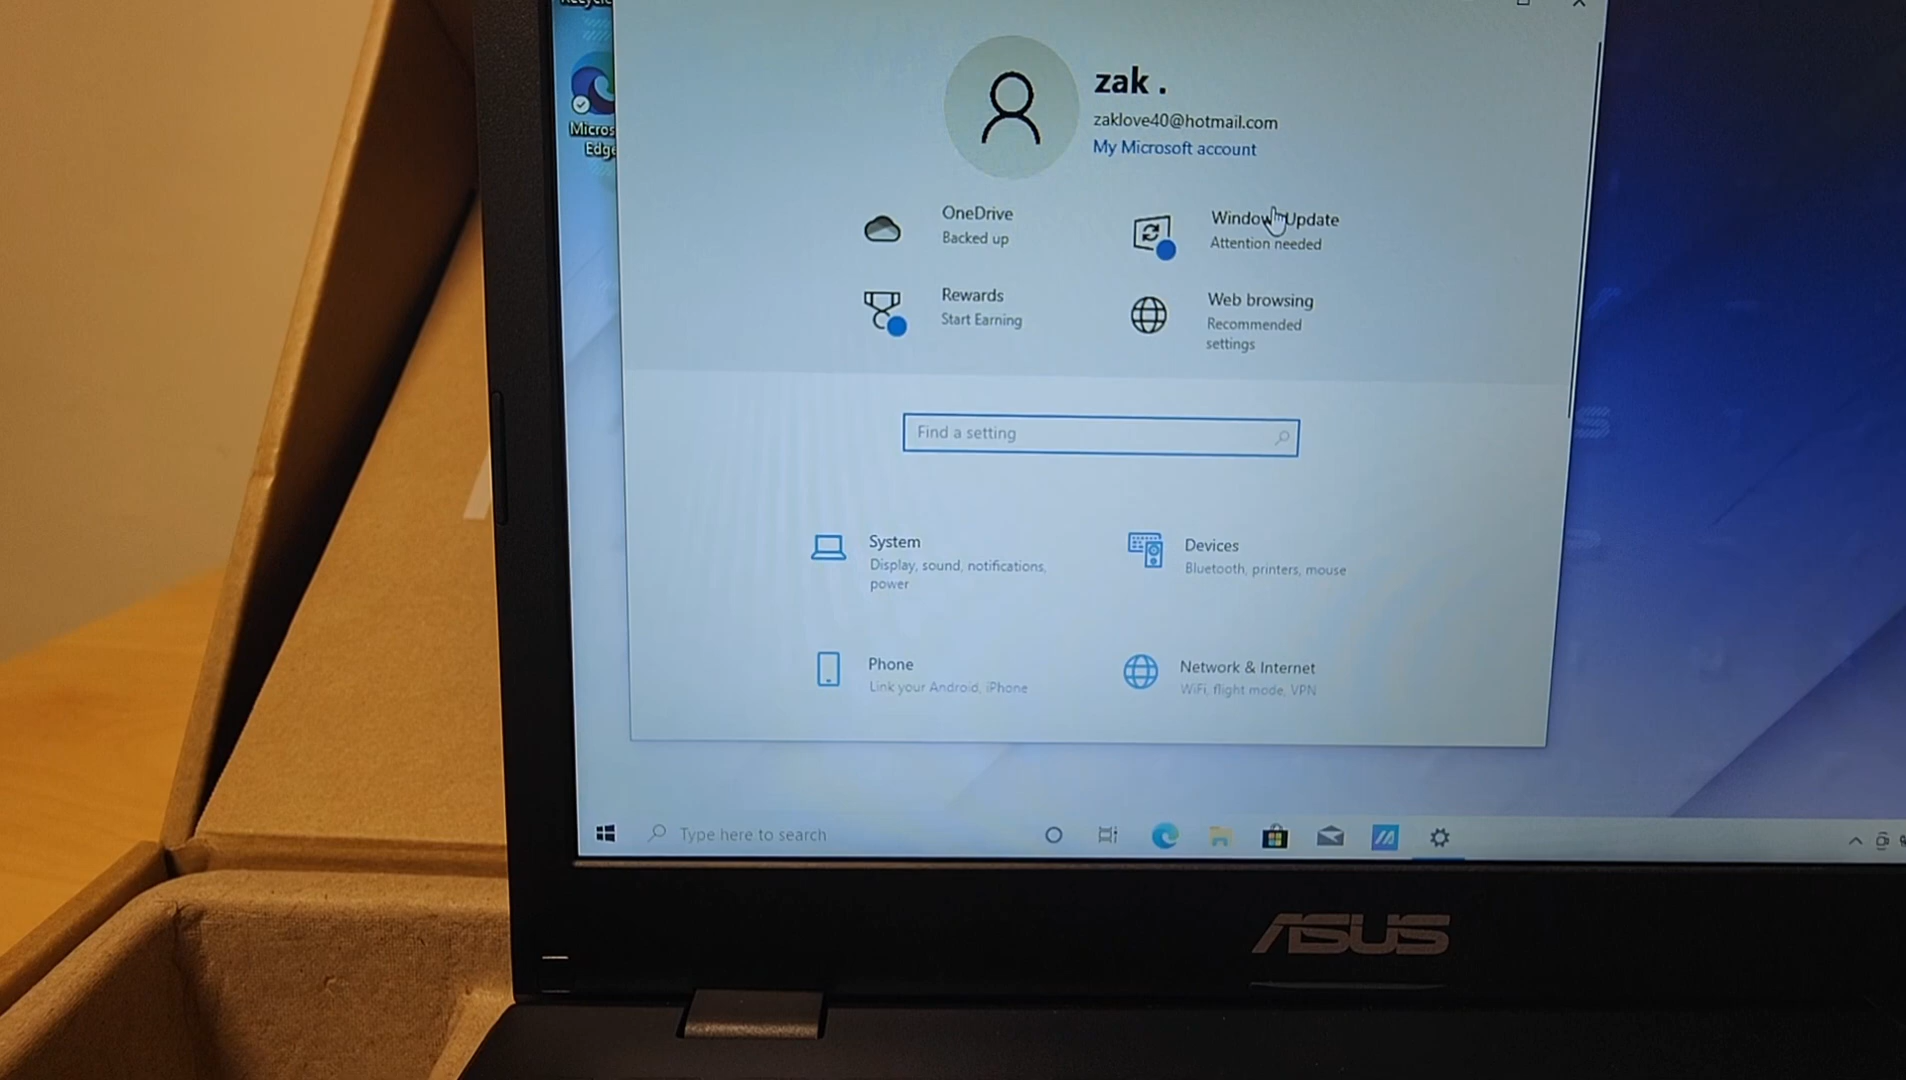 zak .
zaklove40@hotmail.com
My Microsoft account
Micros
Edge
OneDrive
Backed up
Windows Update
Attention needed
Rewards
Start Earning
Web browsing
Recommended
settings
Find a setting
System
Display, sound, notifications,
power
Devices
Bluetooth, printers, mouse
Phone
Link your Android, iPhone
Network & Internet
WiFi, flight mode, VPN
Type here to search
ASUS